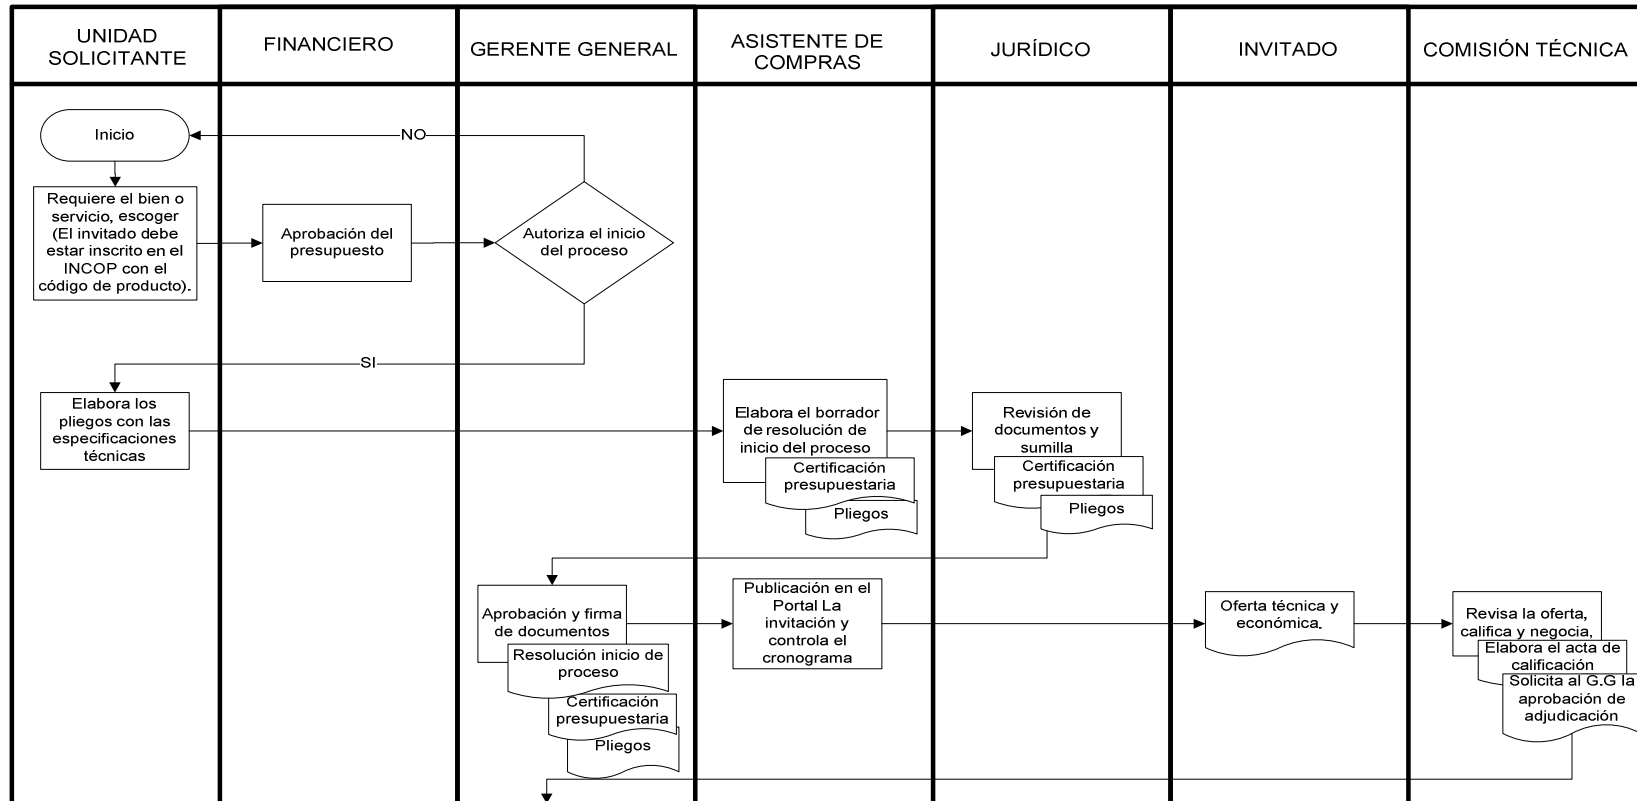 UNIDAD
SOLICITANTE
FINANCIERO
GERENTE GENERAL
ASISTENTE DE
COMPRAS
JURÍDICO
INVITADO
COMISIÓN TÉCNICA
Inicio
NO
Requiere el bien o
servicio, escoger
(El invitado debe
estar inscrito en el
INCOP con el
código de producto).
Aprobación del
presupuesto
Autoriza el inicio
del proceso
SI
Elabora los
pliegos con las
especificaciones
técnicas
Elabora el borrador
de resolución de
inicio del proceso
Certificación
presupuestaria
Pliegos
Revisión de
documentos y
sumilla
Certificación
presupuestaria
Pliegos
Aprobación y firma
de documentos
Resolución inicio de
proceso
Certificación
presupuestaria
Pliegos
Publicación en el
Portal La
invitación y
controla el
cronograma
Oferta técnica y
económica.
Revisa la oferta,
califica y negocia,
Elabora el acta de
calificación
Solicita al G.G la
aprobación de
adjudicación